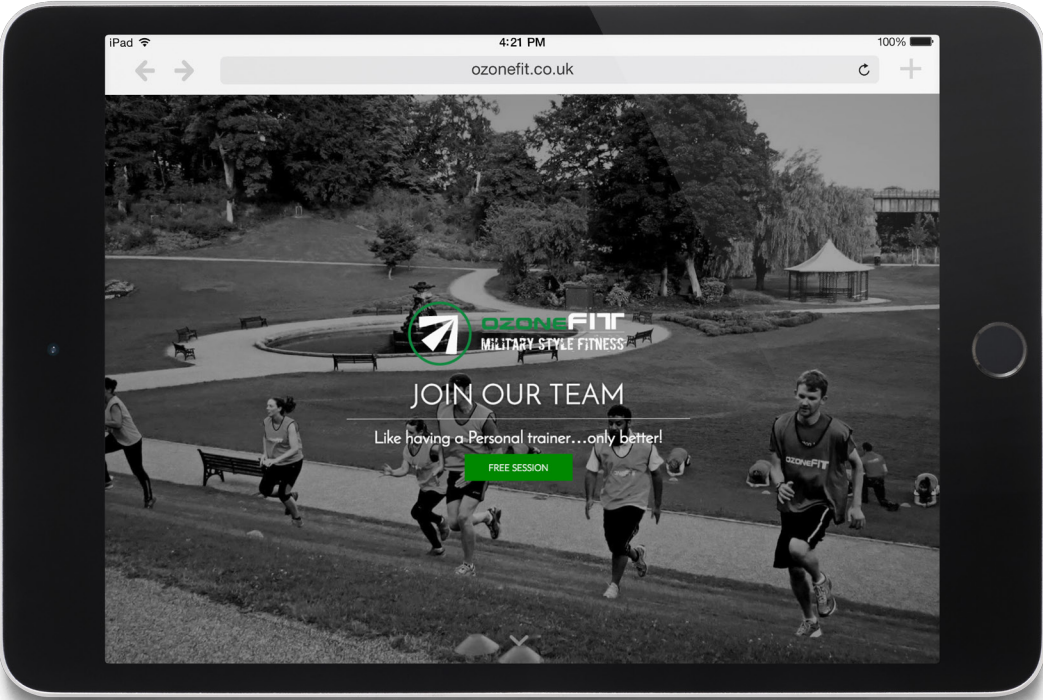 iPad 4:21 PM 100%
ozonefit.co.uk
OZONEFIT
MILITARY STYLE FITNESS
JOIN OUR TEAM
Like having a Personal trainer...only better!
FREE SESSION
OZONEFIT